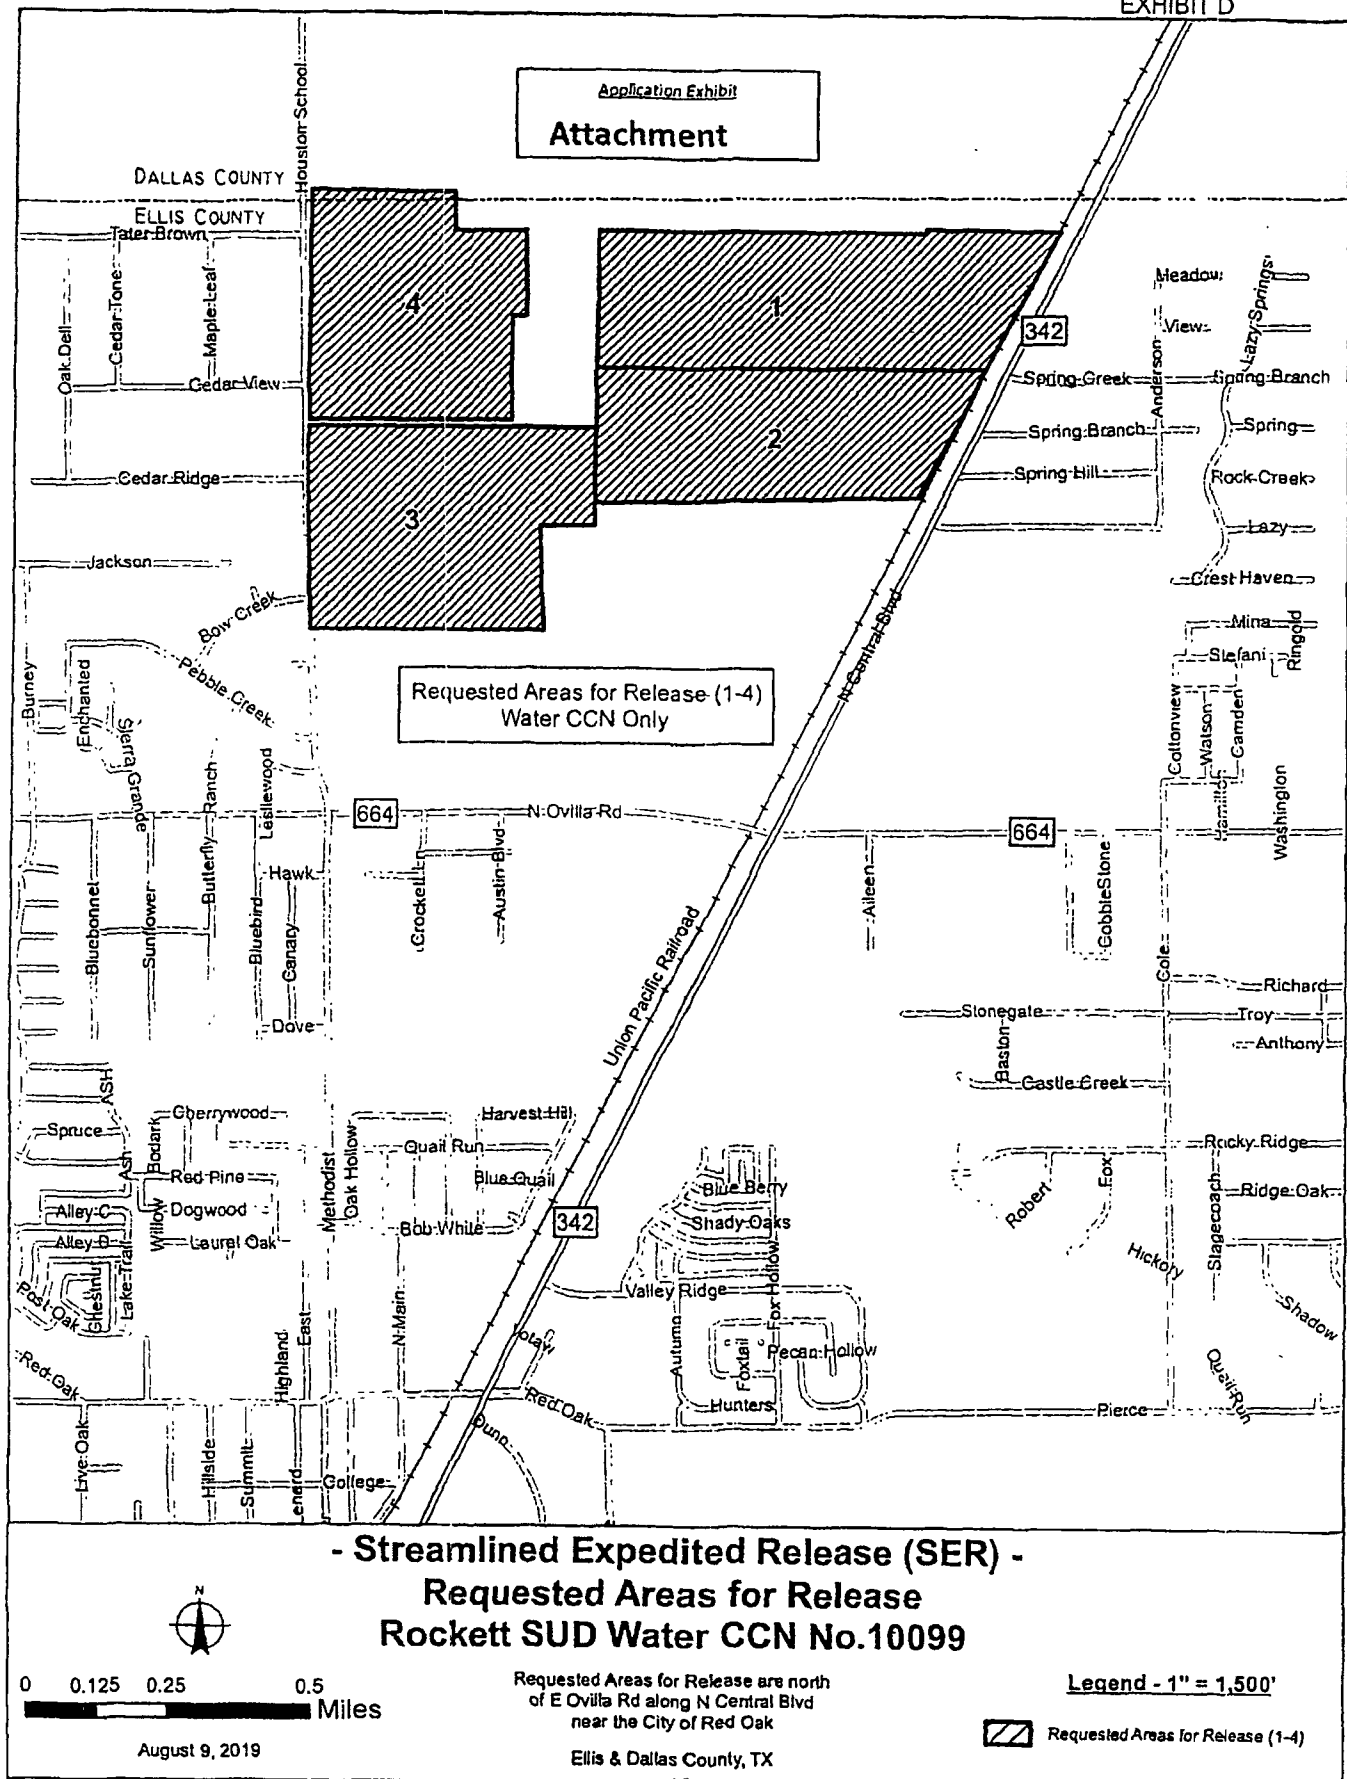 EXHIBIT D
Application Exhibit
Attachment
Houston School
DALLAS COUNTY
ELLIS COUNTY
Tater Brown
Oak Dell
Cedar Tone
Maple Leaf
Cedar View
Cedar Ridge
4
1
2
3
342
Meadow
View
Lazy Springs
Anderson
Spring Creek
Spring Branch
Spring Branch
Spring
Spring Hill
Rock Creek
Lazy
Crest Haven
Jackson
Bow Creek
Pebble Creek
Burney
Enchanted
Sierra Grande
Requested Areas for Release (1-4)
Water CCN Only
N Central Blvd
Mina
Stefani
Ringold
Cottonview
Watson
Camden
Hamilton
Washington
Butterfly Ranch
Lesliewood
664
N Ovilla Rd
664
Hawk
Bluebonnet
Sunflower
Bluebird
Canary
Crockett
Austin Blvd
Aileen
CobbleStone
Cole
Union Pacific Railroad
Dove
Richard
Stonegate
Troy
Anthony
Baston
Castle Creek
ASH
Spruce
Cherrywood
Bodark
Ash
Red Pine
Willow
Dogwood
Alley C
Alley B
Laurel Oak
Lake Trail
Chestnut
Post Oak
Methodist
Oak Hollow
Harvest Hill
Quail Run
Blue Quail
Bob White
342
Blue Berry
Shady Oaks
Fox Hollow
Valley Ridge
Rocky Ridge
Robert
Fox
Stagecoach
Ridge Oak
Hickory
Shadow
Highland
East
N Main
Autumn
Foxtail
Pecan Hollow
Hunters
Red Oak
Red Oak
Dunn
Pierce
Quail Run
Live Oak
Hillside
Summit
enard
College
- Streamlined Expedited Release (SER) -
Requested Areas for Release
Rockett SUD Water CCN No.10099
N
0 0.125 0.25 0.5
Miles
August 9, 2019
Requested Areas for Release are north
of E Ovilla Rd along N Central Blvd
near the City of Red Oak
Ellis & Dallas County, TX
Legend - 1" = 1,500'
Requested Areas for Release (1-4)